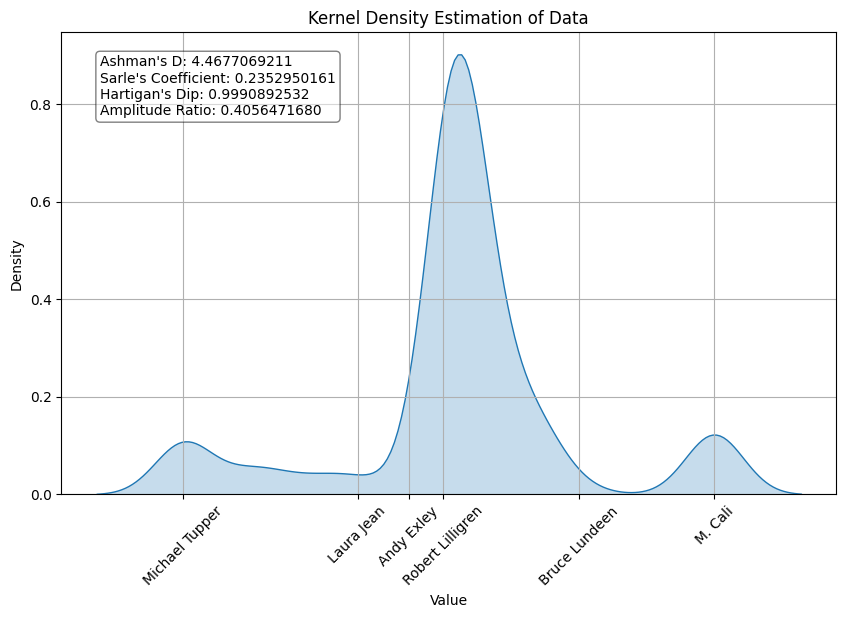 Kernel Density Estimation of Data
Ashman's D: 4.4677069211
Sarle's Coefficient: 0.2352950161
Hartigan's Dip: 0.9990892532
Amplitude Ratio: 0.4056471680
Density
0.8
0.6
0.4
0.2
0.0
Michael Tupper
Laura Jean
Andy Exley
Robert Lilligren
Bruce Lundeen
M. Cali
Value